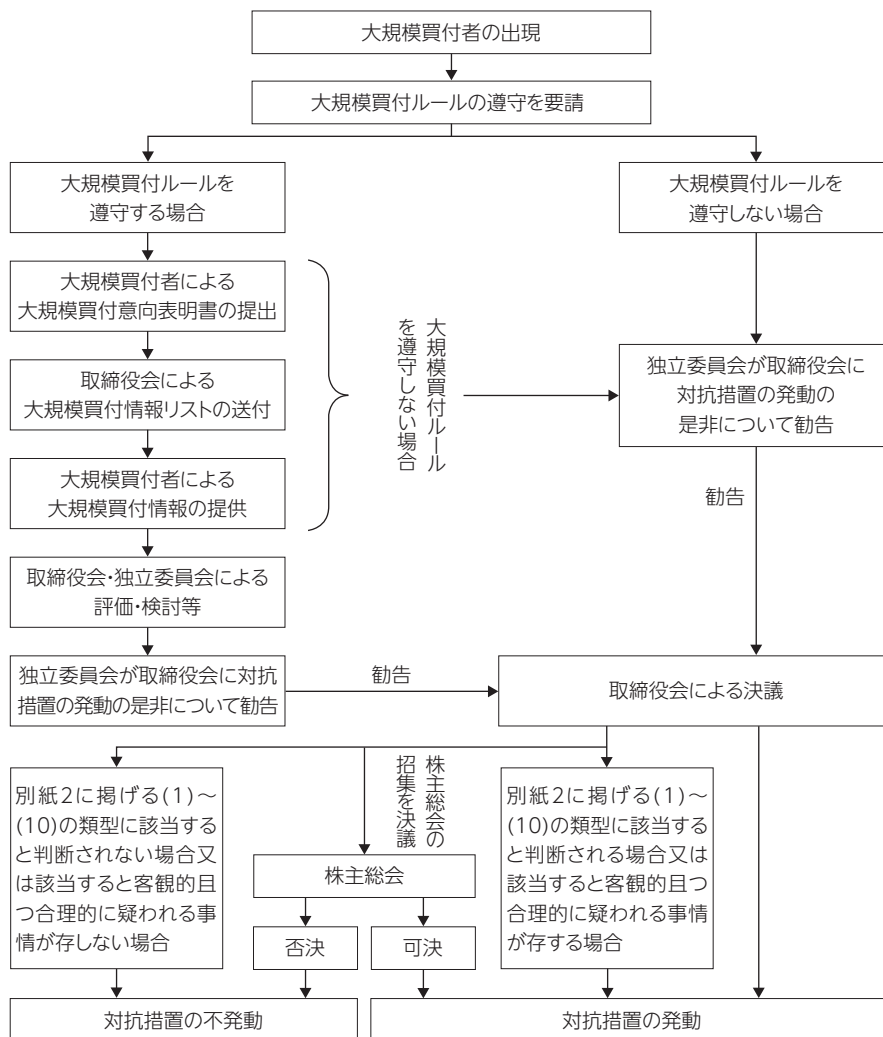 大規模買付者の出現
大規模買付ルールの遵守を要請
大規模買付ルールを
遵守する場合
大規模買付ルールを
遵守しない場合
大規模買付者による
大規模買付意向表明書の提出
取締役会による
大規模買付情報リストの送付
大規模買付者による
大規模買付情報の提供
大規模買付ルール
を遵守しない場合
独立委員会が取締役会に
対抗措置の発動の
是非について勧告
勧告
取締役会・独立委員会による
評価・検討等
独立委員会が取締役会に対抗
措置の発動の是非について勧告
勧告
取締役会による決議
別紙2に掲げる(1)～
(10)の類型に該当する
と判断されない場合又
は該当すると客観的且
つ合理的に疑われる事
情が存しない場合
株主総会の
招集を決議
株主総会
否決
可決
別紙2に掲げる(1)～
(10)の類型に該当する
と判断される場合又は
該当すると客観的且つ
合理的に疑われる事情
が存する場合
対抗措置の不発動
対抗措置の発動